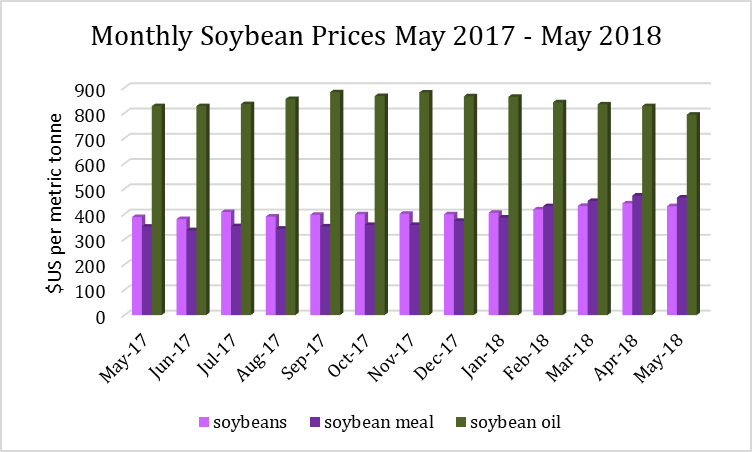 Monthly Soybean Prices May 2017 - May 2018
$US per metric tonne
900
800
700
600
500
400
300
200
100
0
May-17
Jun-17
Jul-17
Aug-17
Sep-17
Oct-17
Nov-17
Dec-17
Jan-18
Feb-18
Mar-18
Apr-18
May-18
soybeans
soybean meal
soybean oil